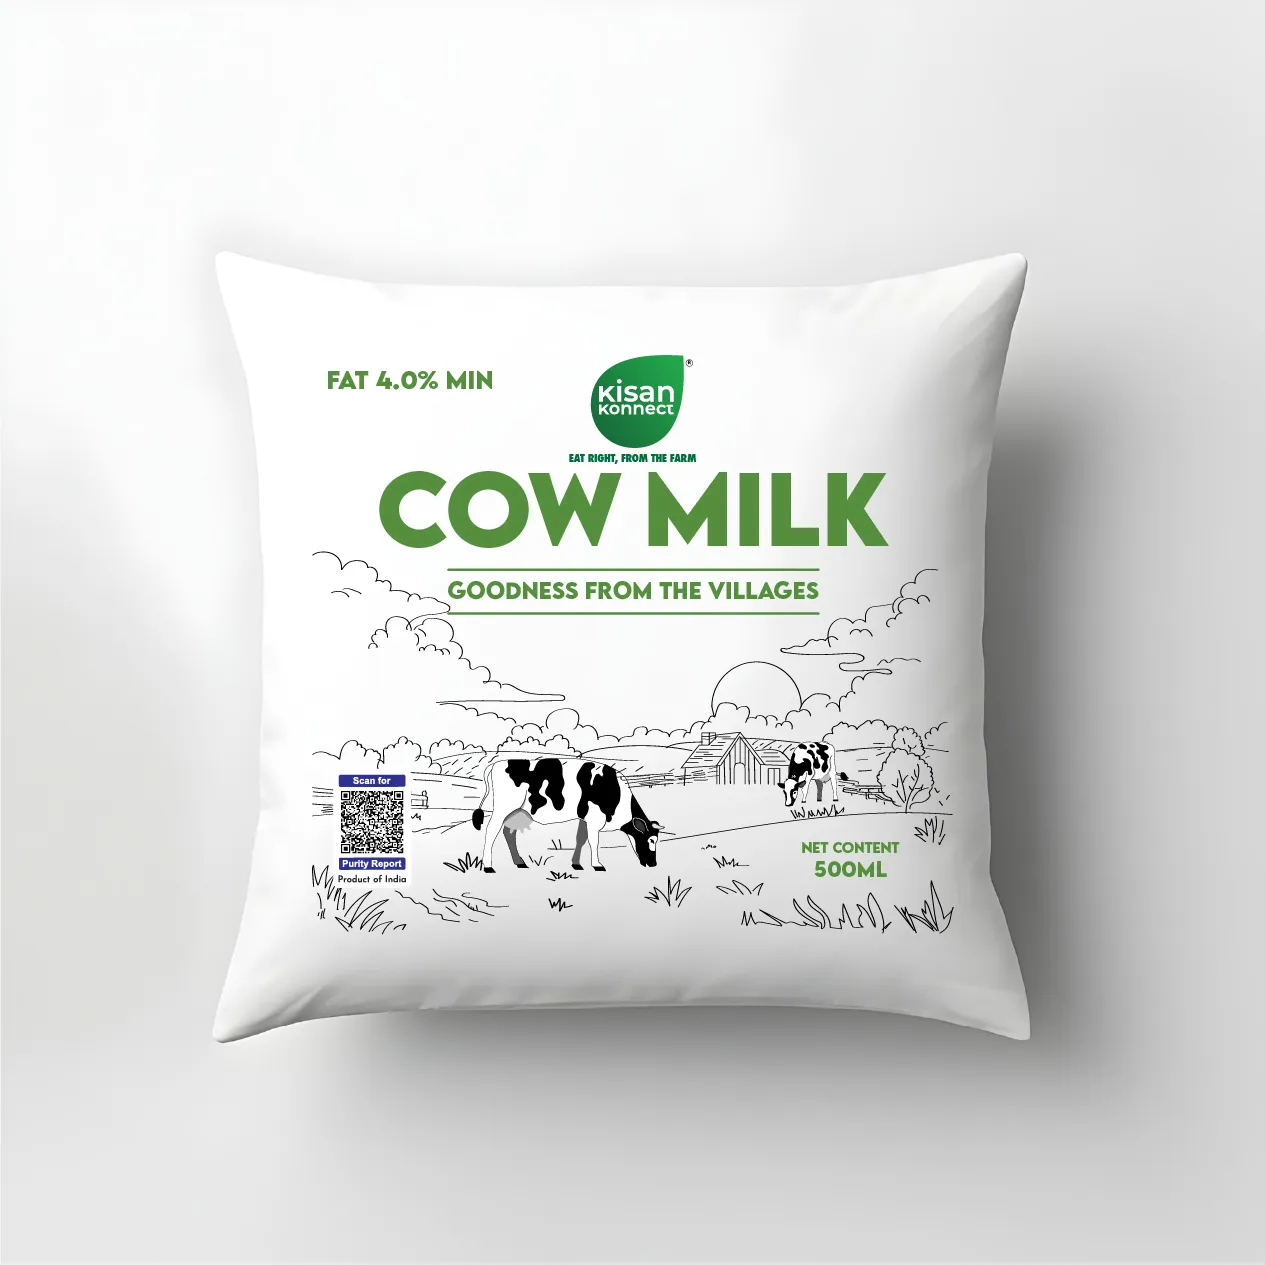 FAT 4.0% MIN
Kisan
Konnect
®
EAT RIGHT, FROM THE FARM
COW MILK
GOODNESS FROM THE VILLAGES
Scan for
Purity Report
Product of India
NET CONTENT
500ML